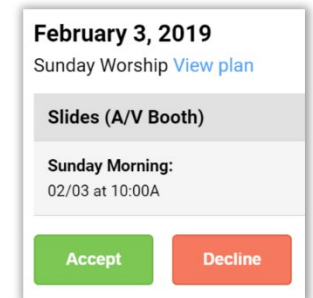 February 3, 2019
Sunday Worship View plan
Slides (A/V Booth)
Sunday Morning:
02/03 at 10:00A
Accept Decline